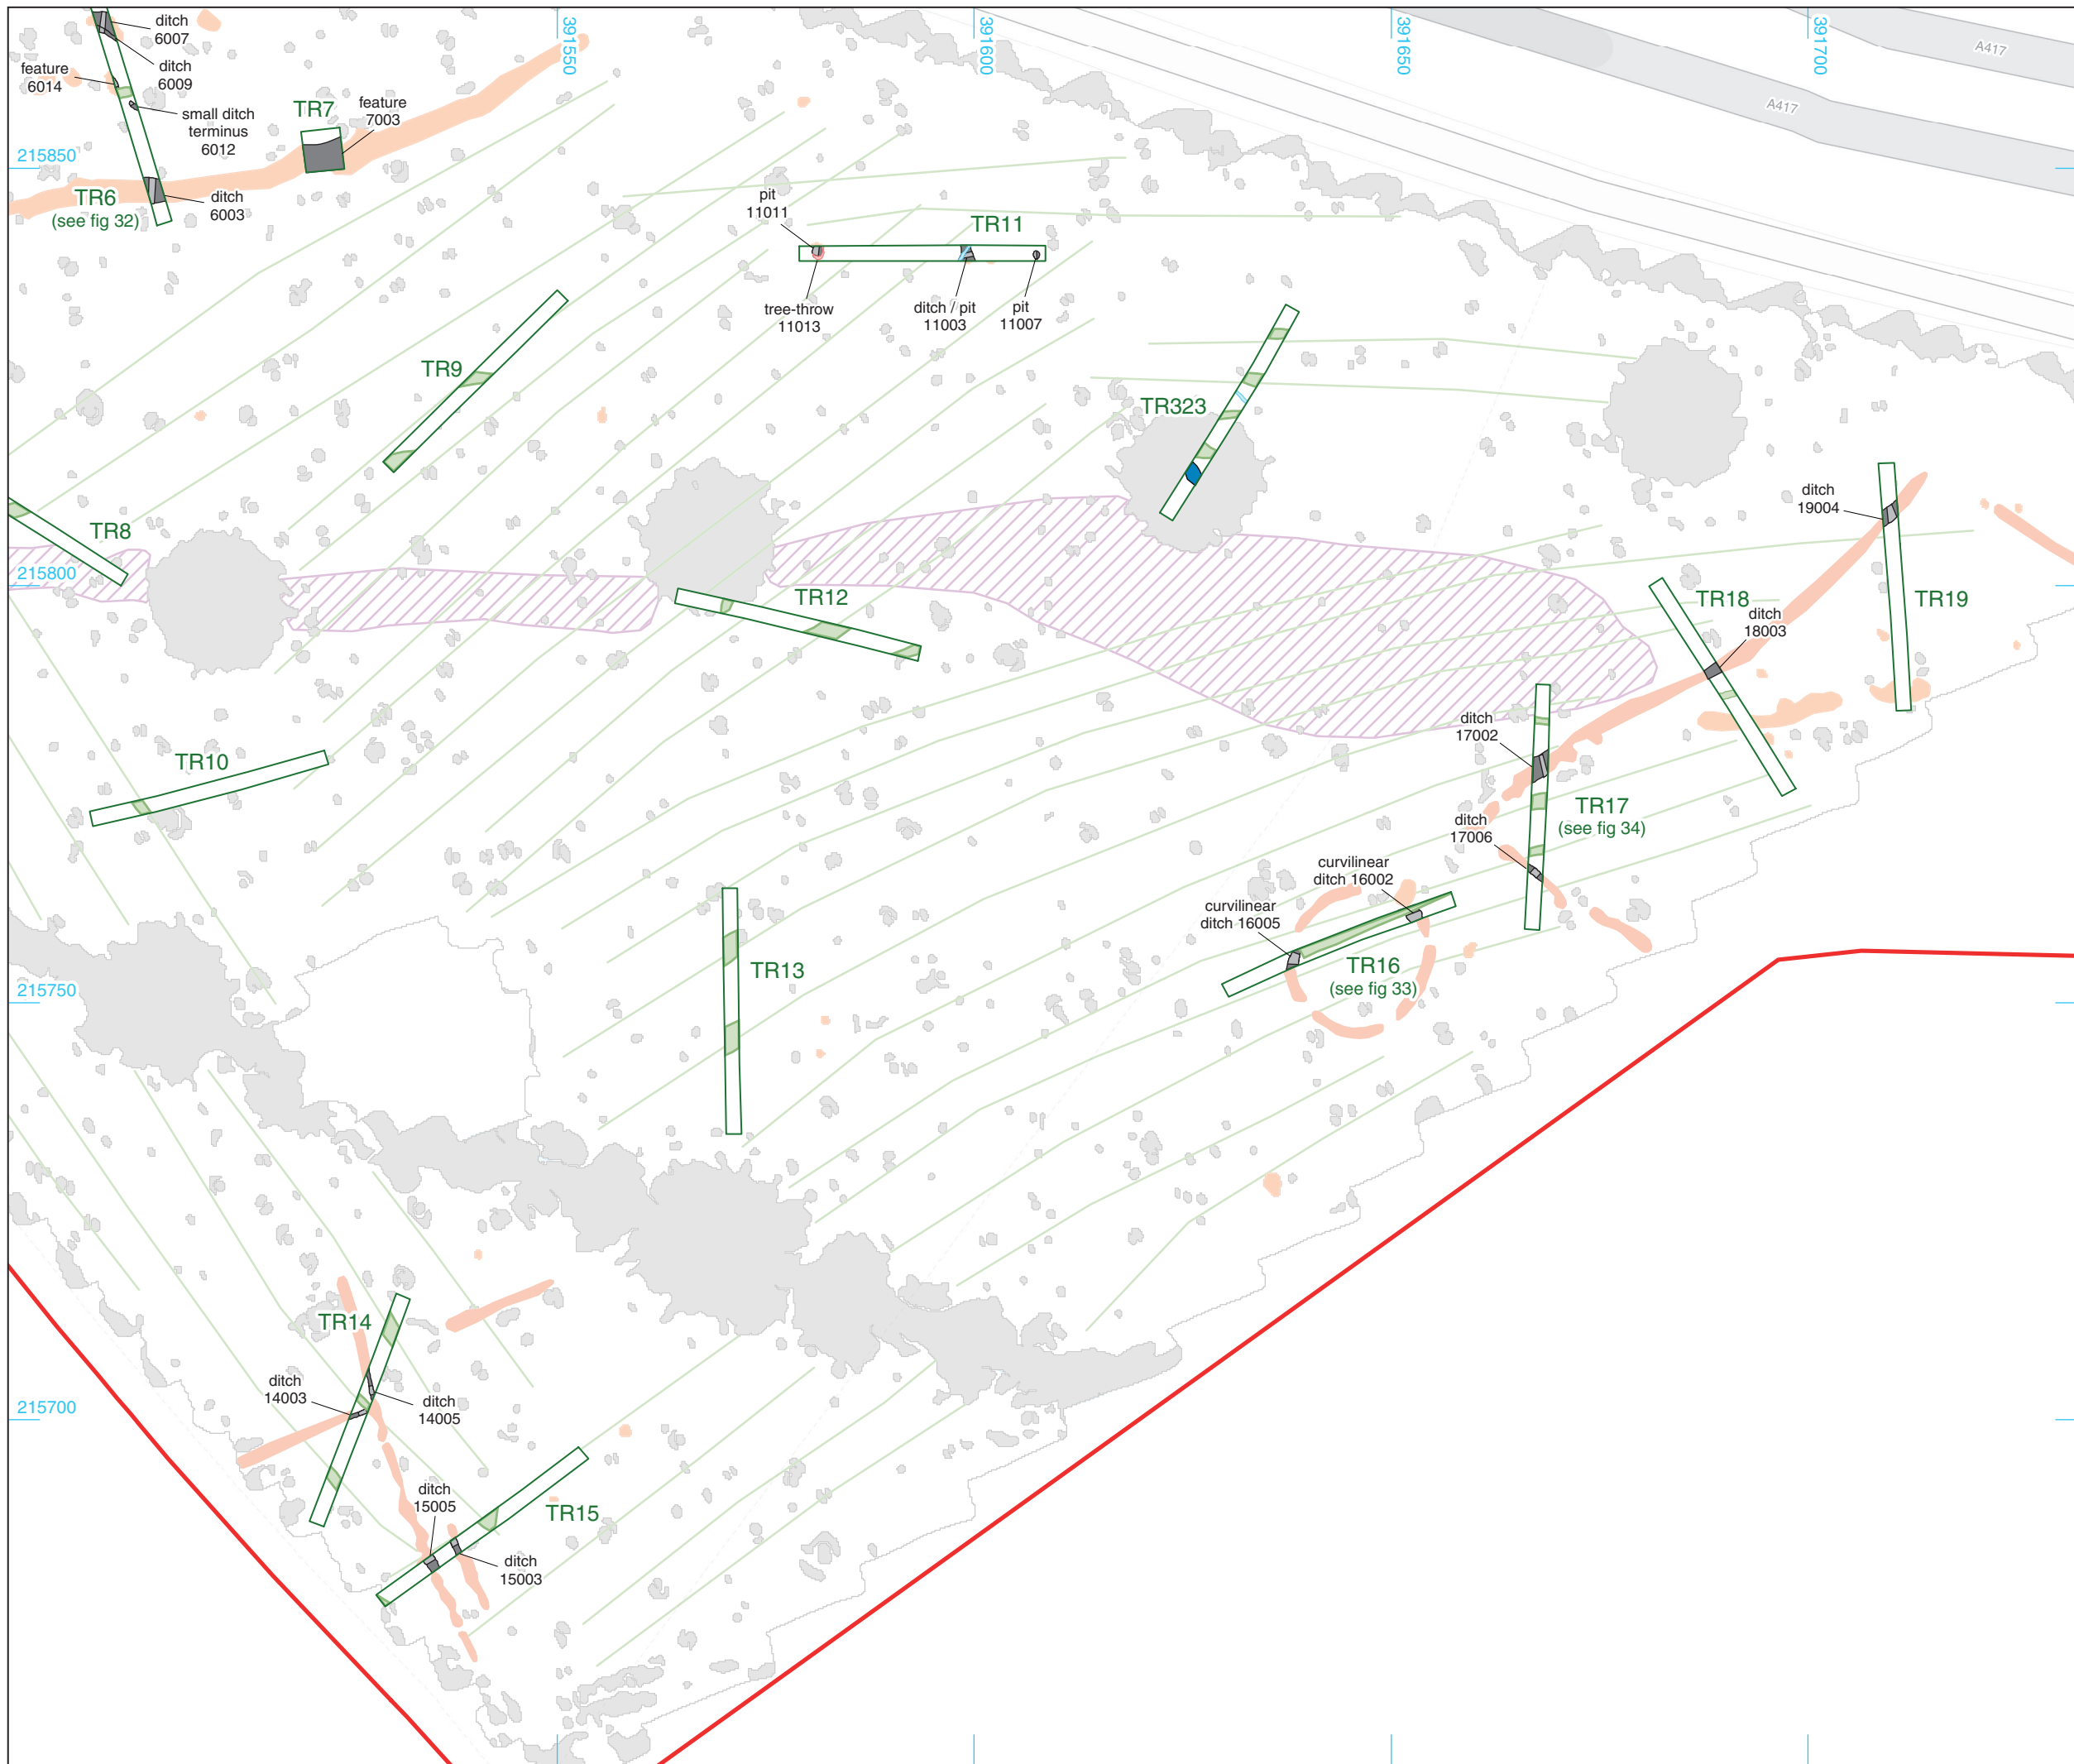 ditch
6007
ditch
6009
feature
6014
small ditch
terminus
6012
TR7
feature
7003
391550
391600
391650
391700
A417
A417
215850
TR6
(see fig 32)
ditch
6003
pit
11011
TR11
tree-throw
11013
ditch / pit
11003
pit
11007
TR9
TR323
TR8
ditch
19004
215800
TR12
TR18
ditch
18003
TR19
TR10
ditch
17002
TR17
(see fig 34)
ditch
17006
curvilinear
ditch 16002
curvilinear
ditch 16005
TR16
(see fig 33)
TR13
215750
TR14
ditch
14003
ditch
14005
215700
ditch
15005
TR15
ditch
15003